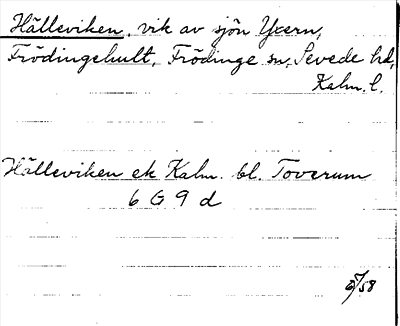 Hälleviken, vik av sjön Yxern,
Frödingehult, Frödinge sn, Sevede hd,
Kalm. l.
Hälleviken ek Kalm. bl. Toverum
6 G 9 d
/58